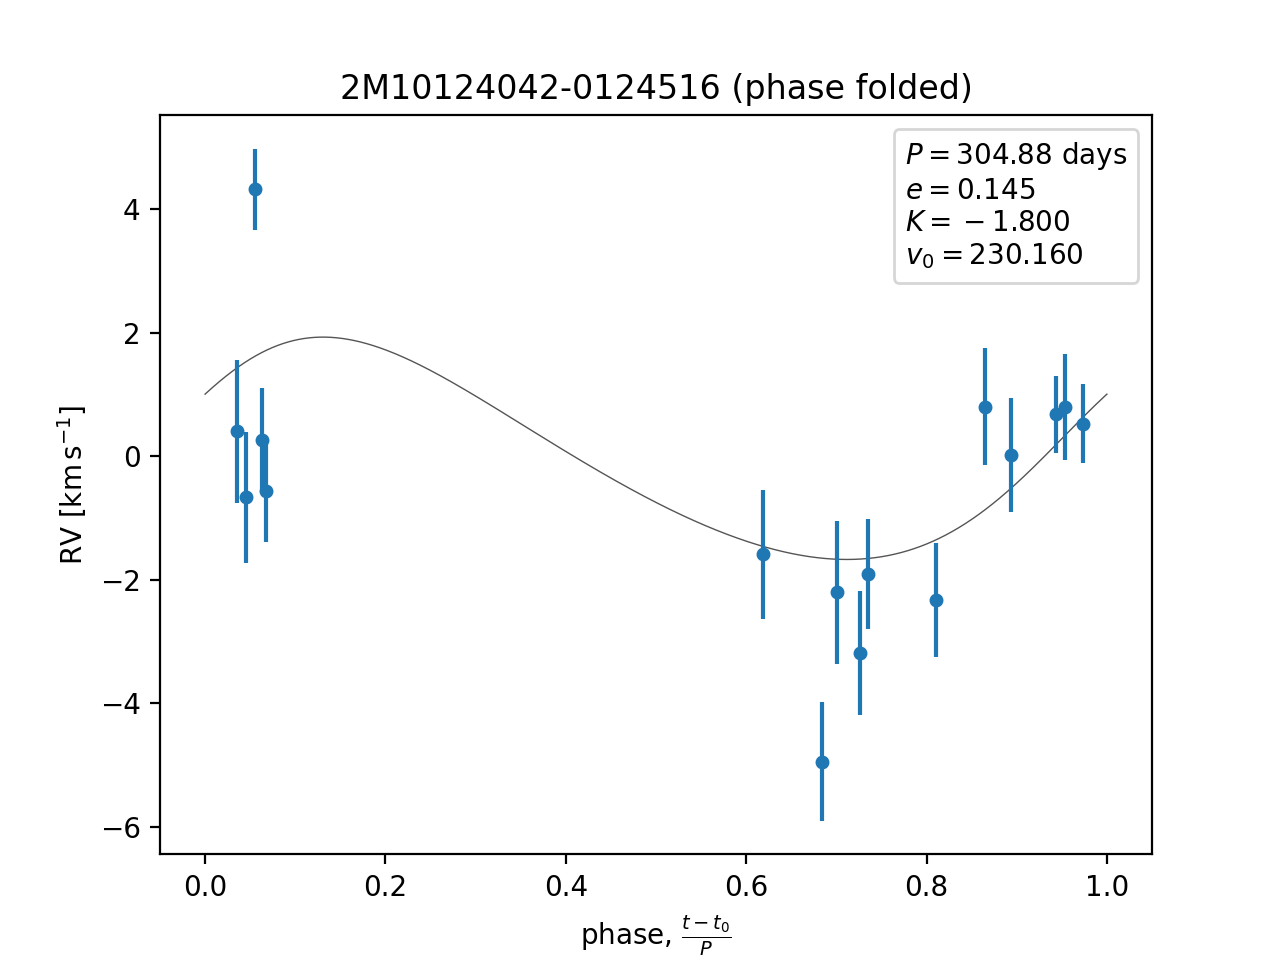 2M10124042-0124516 (phase folded)
P = 304.88 days
e = 0.145
K = −1.800
v₀ = 230.160
4
2
0
−2
−4
−6
RV [km s⁻¹]
0.0 0.2 0.4 0.6 0.8 1.0
phase, (t − t₀)/P